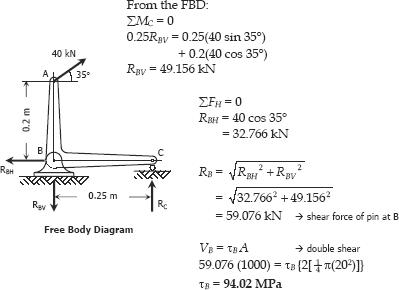 From the FBD:
ΣM_C = 0
0.25R_BV = 0.25(40 sin 35°)
+ 0.2(40 cos 35°)
R_BV = 49.156 kN
40 kN
A
35°
0.2 m
B
C
R_BH
0.25 m
R_BV
R_C
Free Body Diagram
ΣF_H = 0
R_BH = 40 cos 35°
= 32.766 kN
R_B = √(R_BH² + R_BV²)
= √(32.766² + 49.156²)
= 59.076 kN → shear force of pin at B
V_B = τ_B A → double shear
59.076 (1000) = τ_B {2[¼π(20²)]}
τ_B = 94.02 MPa